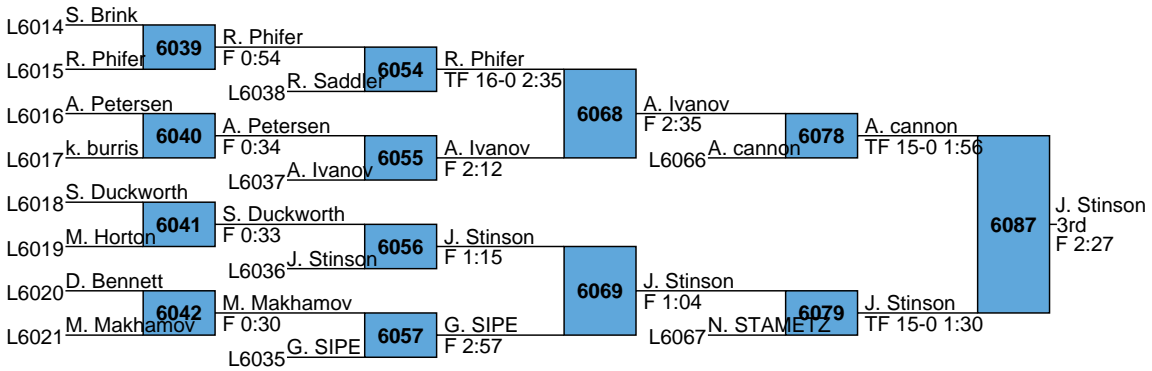 L6014 S. Brink
6039
R. Phifer
F 0:54
L6015 R. Phifer
6054
R. Phifer
TF 16-0 2:35
L6038 R. Saddler
L6016 A. Petersen
6040
A. Petersen
F 0:34
L6017 k. burris
6055
A. Ivanov
F 2:12
L6037 A. Ivanov
6068
A. Ivanov
F 2:35
L6066 A. cannon
6078
A. cannon
TF 15-0 1:56
L6018 S. Duckworth
6041
S. Duckworth
F 0:33
L6019 M. Horton
6056
J. Stinson
F 1:15
L6036 J. Stinson
L6020 D. Bennett
6042
M. Makhamov
F 0:30
L6021 M. Makhamov
6057
G. SIPE
F 2:57
L6035 G. SIPE
6069
J. Stinson
F 1:04
L6067 N. STAMETZ
6079
J. Stinson
TF 15-0 1:30
6087
J. Stinson
3rd
F 2:27